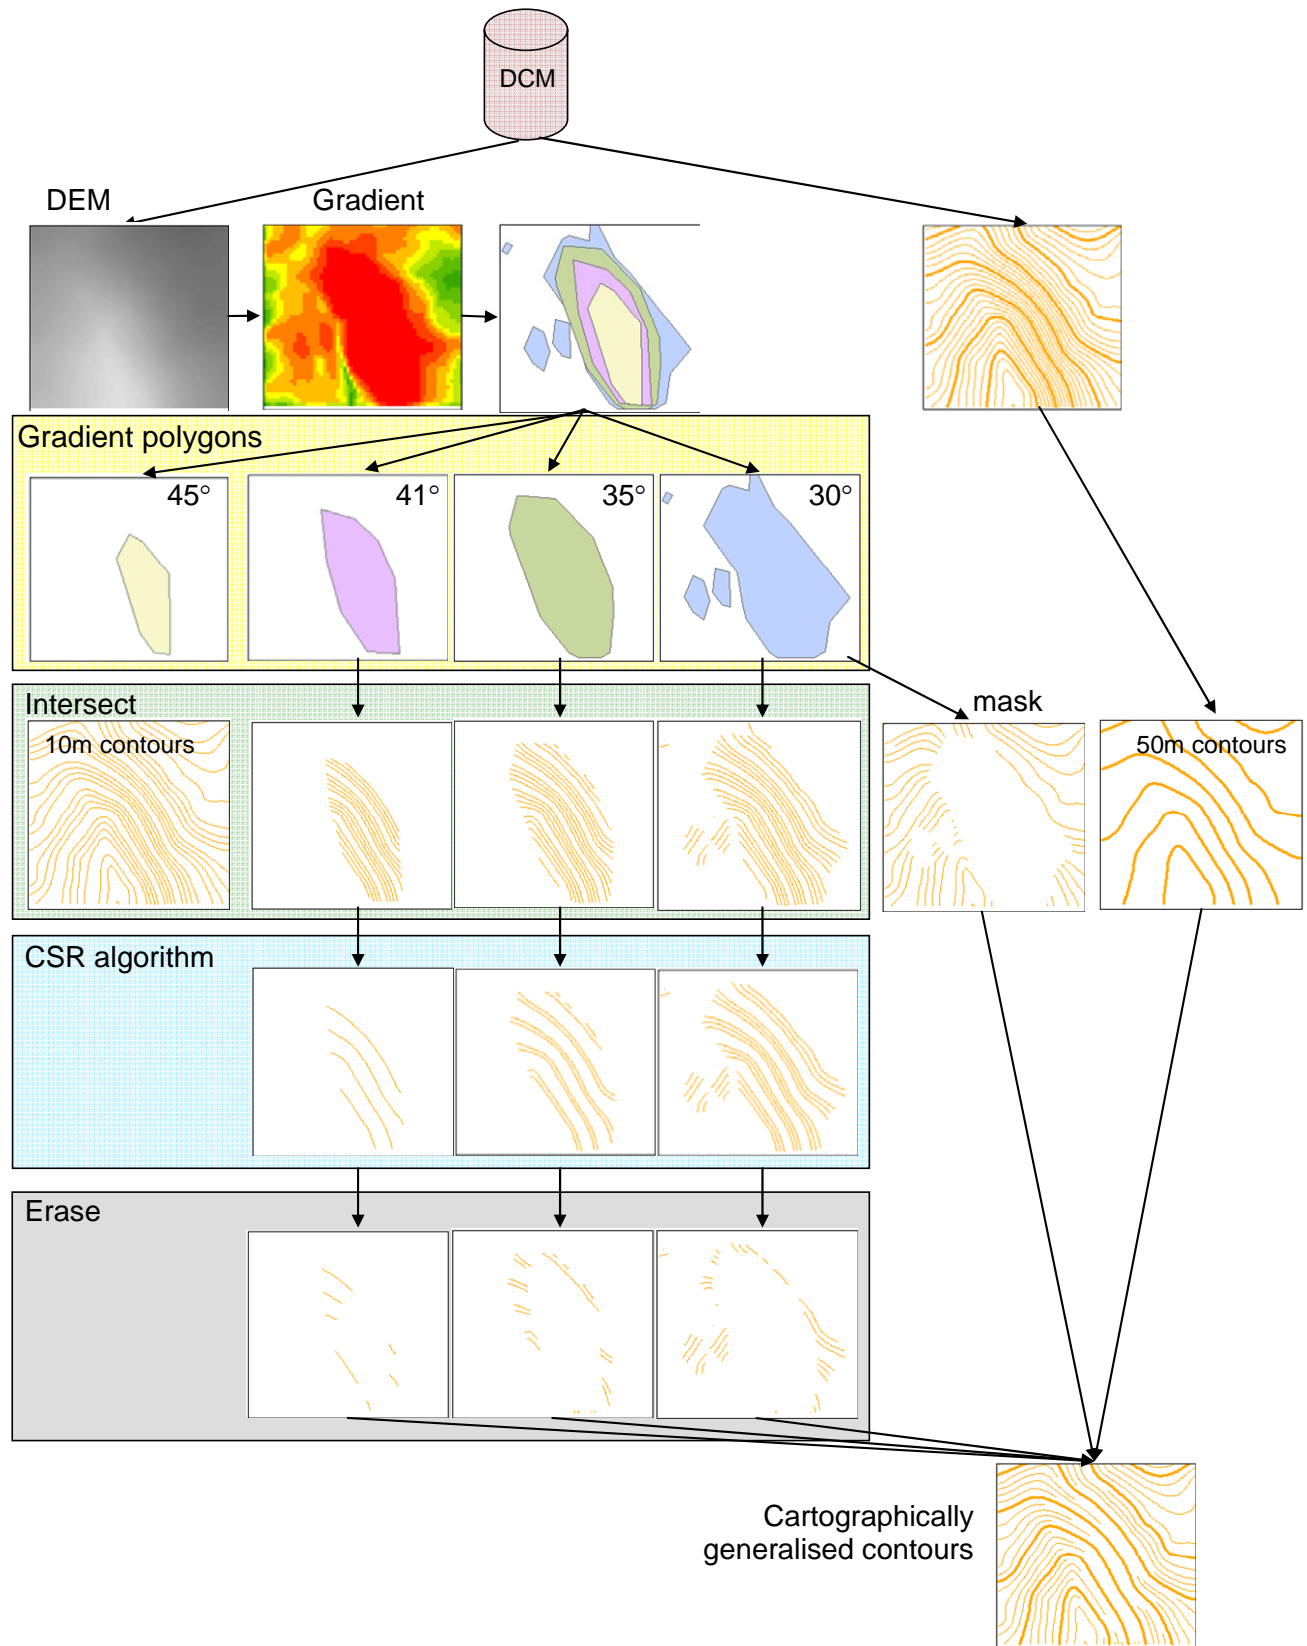 DCM
DEM
Gradient
Gradient polygons
45°
41°
35°
30°
Intersect
10m contours
mask
50m contours
CSR algorithm
Erase
Cartographically
generalised contours